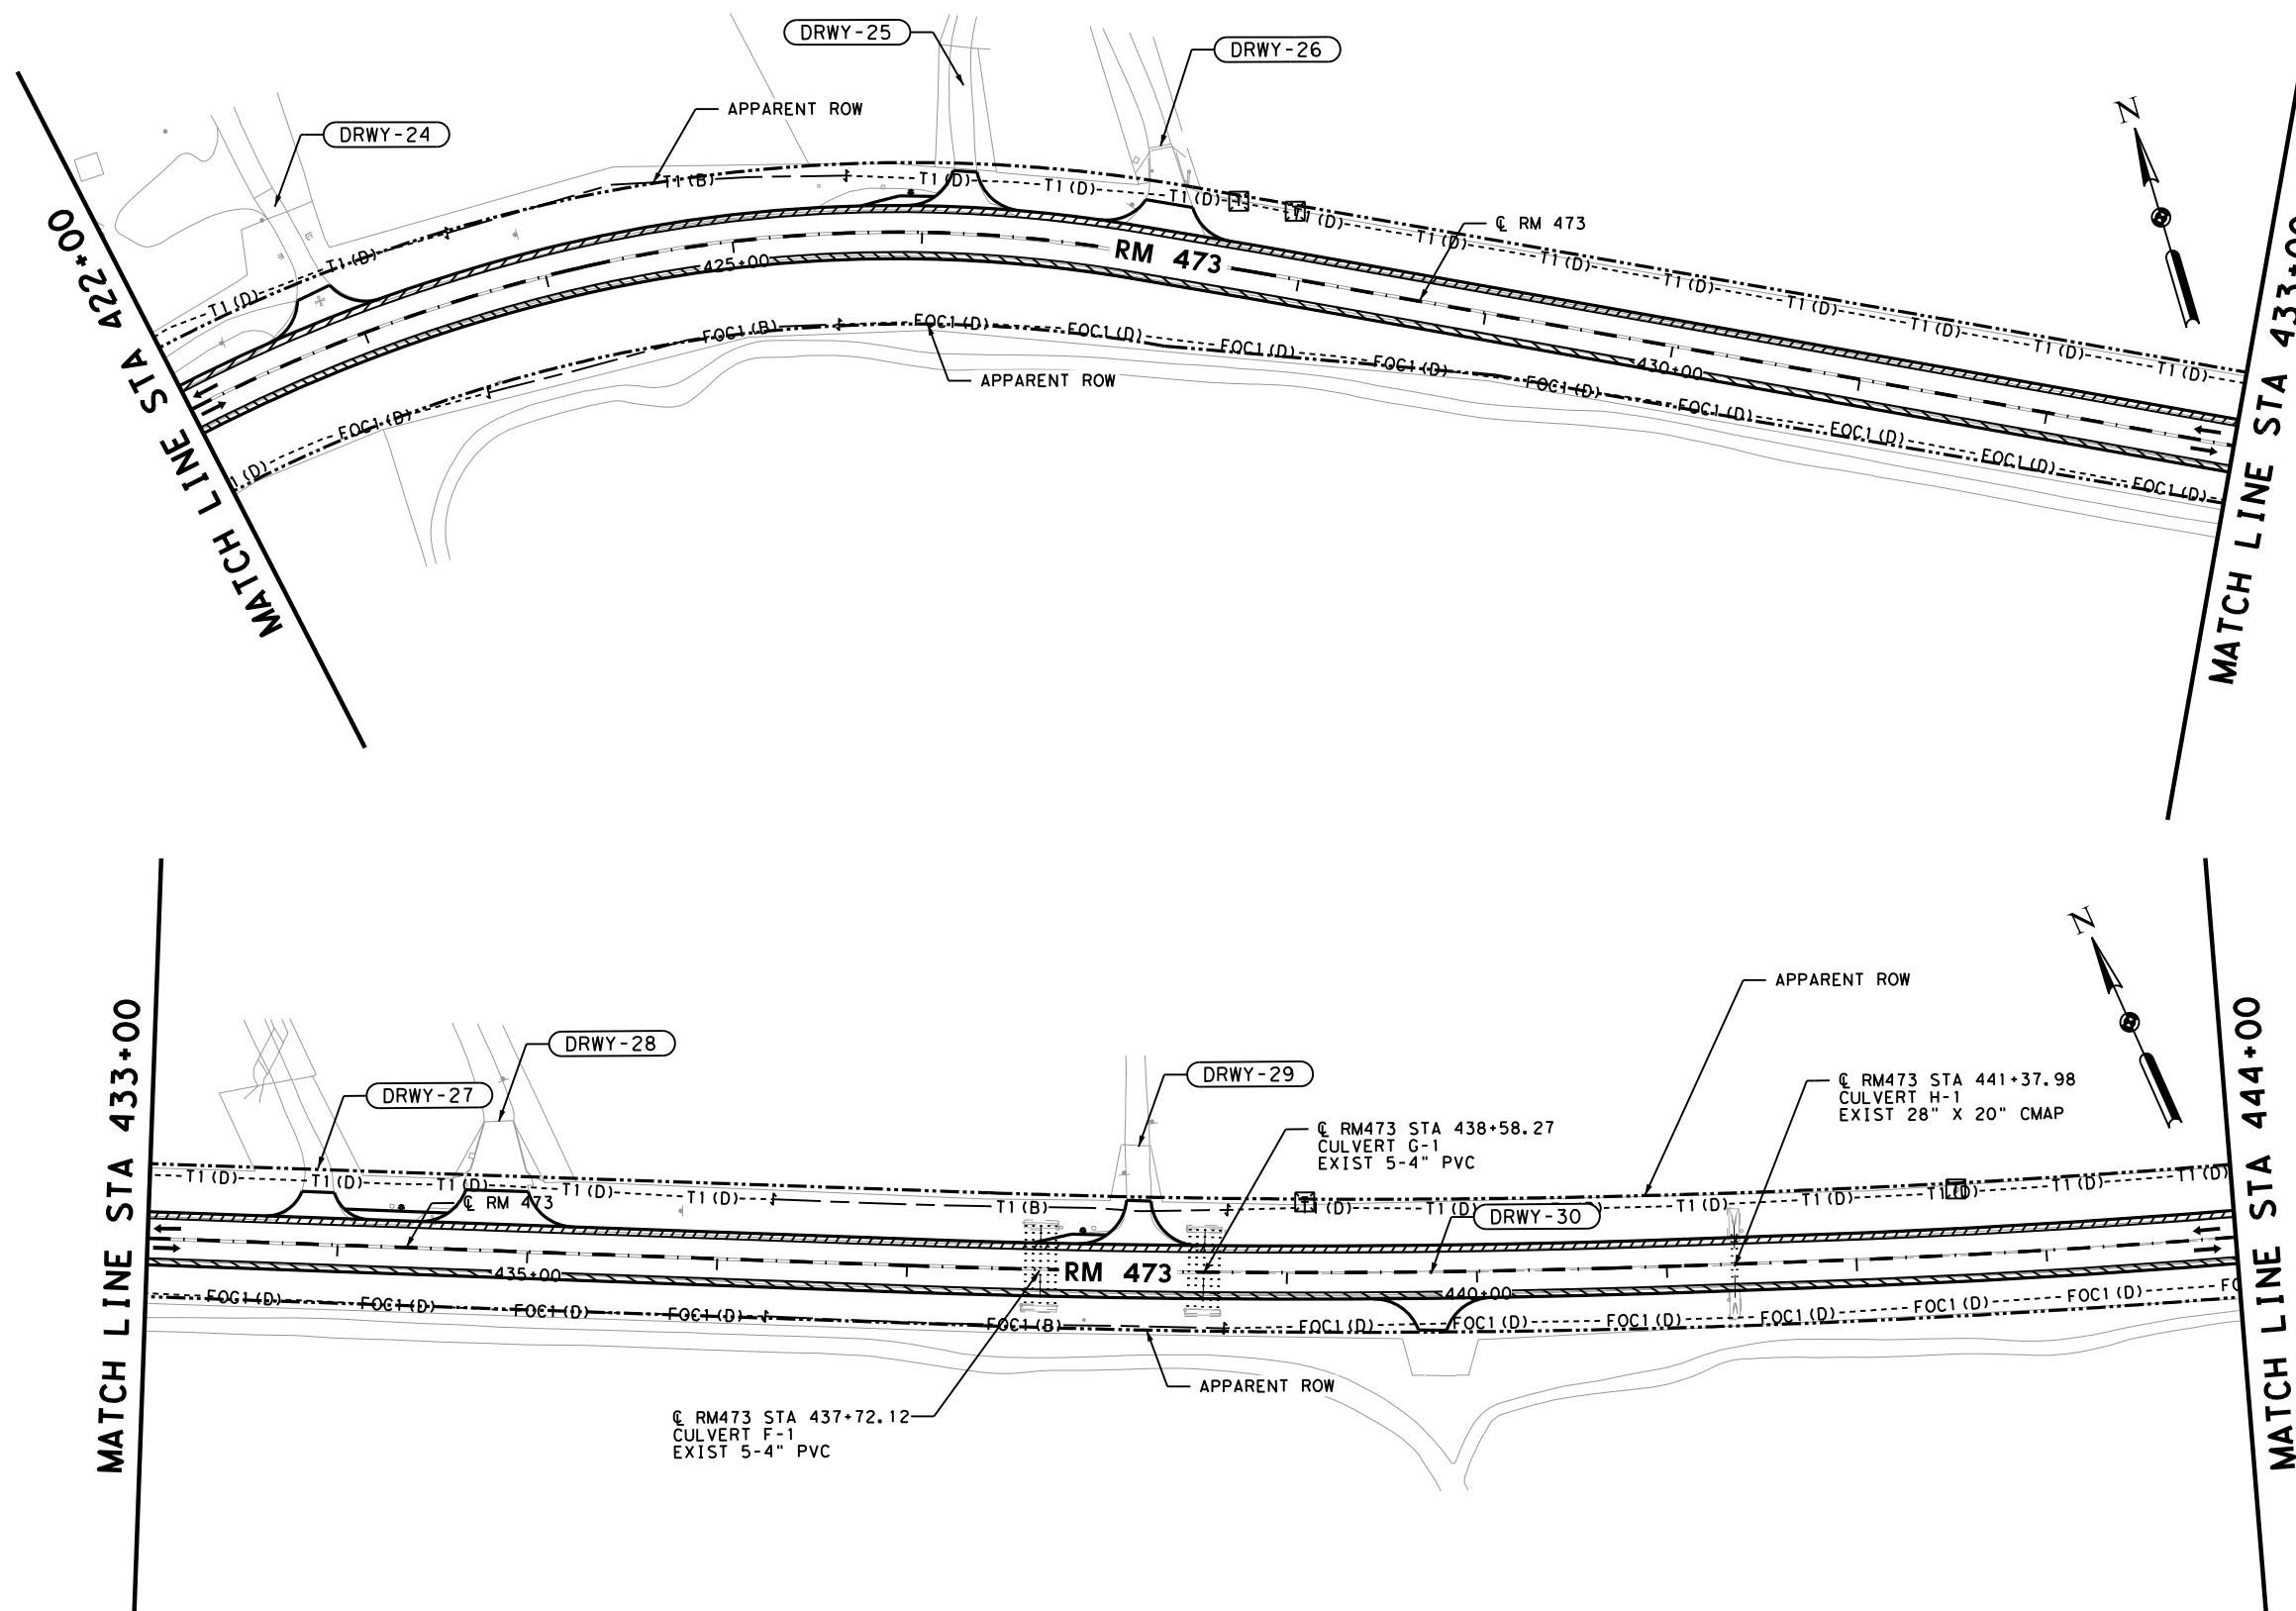 DRWY-25
DRWY-26
APPARENT ROW
DRWY-24
N
T1(B)
T1(D)
T1(D)
T1(D)
T1(D)
T1(D)
T1(D)
T1(D)
T1(D)
T1(D)
T1(D)
T1(D)
T1(D)
T1(D)
℄ RM 473
RM 473
425+00
430+00
FOC1(B)
FOC1(D)
FOC1(D)
FOC1(D)
FOC1(D)
FOC1(D)
FOC1(D)
FOC1(D)
FOC1(D)
FOC1(D)
FOC1(D)
1(D)
APPARENT ROW
MATCH LINE STA 422+00
MATCH LINE STA 433+00
N
APPARENT ROW
DRWY-28
DRWY-29
DRWY-27
℄ RM473 STA 441+37.98
CULVERT H-1
EXIST 28" X 20" CMAP
℄ RM473 STA 438+58.27
CULVERT G-1
EXIST 5-4" PVC
T1(D)
T1(D)
T1(D)
T1(D)
T1(D)
T1(B)
T1(D)
T1(D)
T1(D)
T1(D)
T1(D)
T1(D)
T1(D)
℄ RM 473
DRWY-30
RM 473
435+00
440+00
FOC1(D)
FOC1(D)
FOC1(D)
FOC1(D)
FOC1(B)
FOC1(D)
FOC1(D)
FOC1(D)
FOC1(D)
FOC1(D)
FOC1(D)
FO
APPARENT ROW
℄ RM473 STA 437+72.12
CULVERT F-1
EXIST 5-4" PVC
MATCH LINE STA 433+00
MATCH LINE STA 444+00